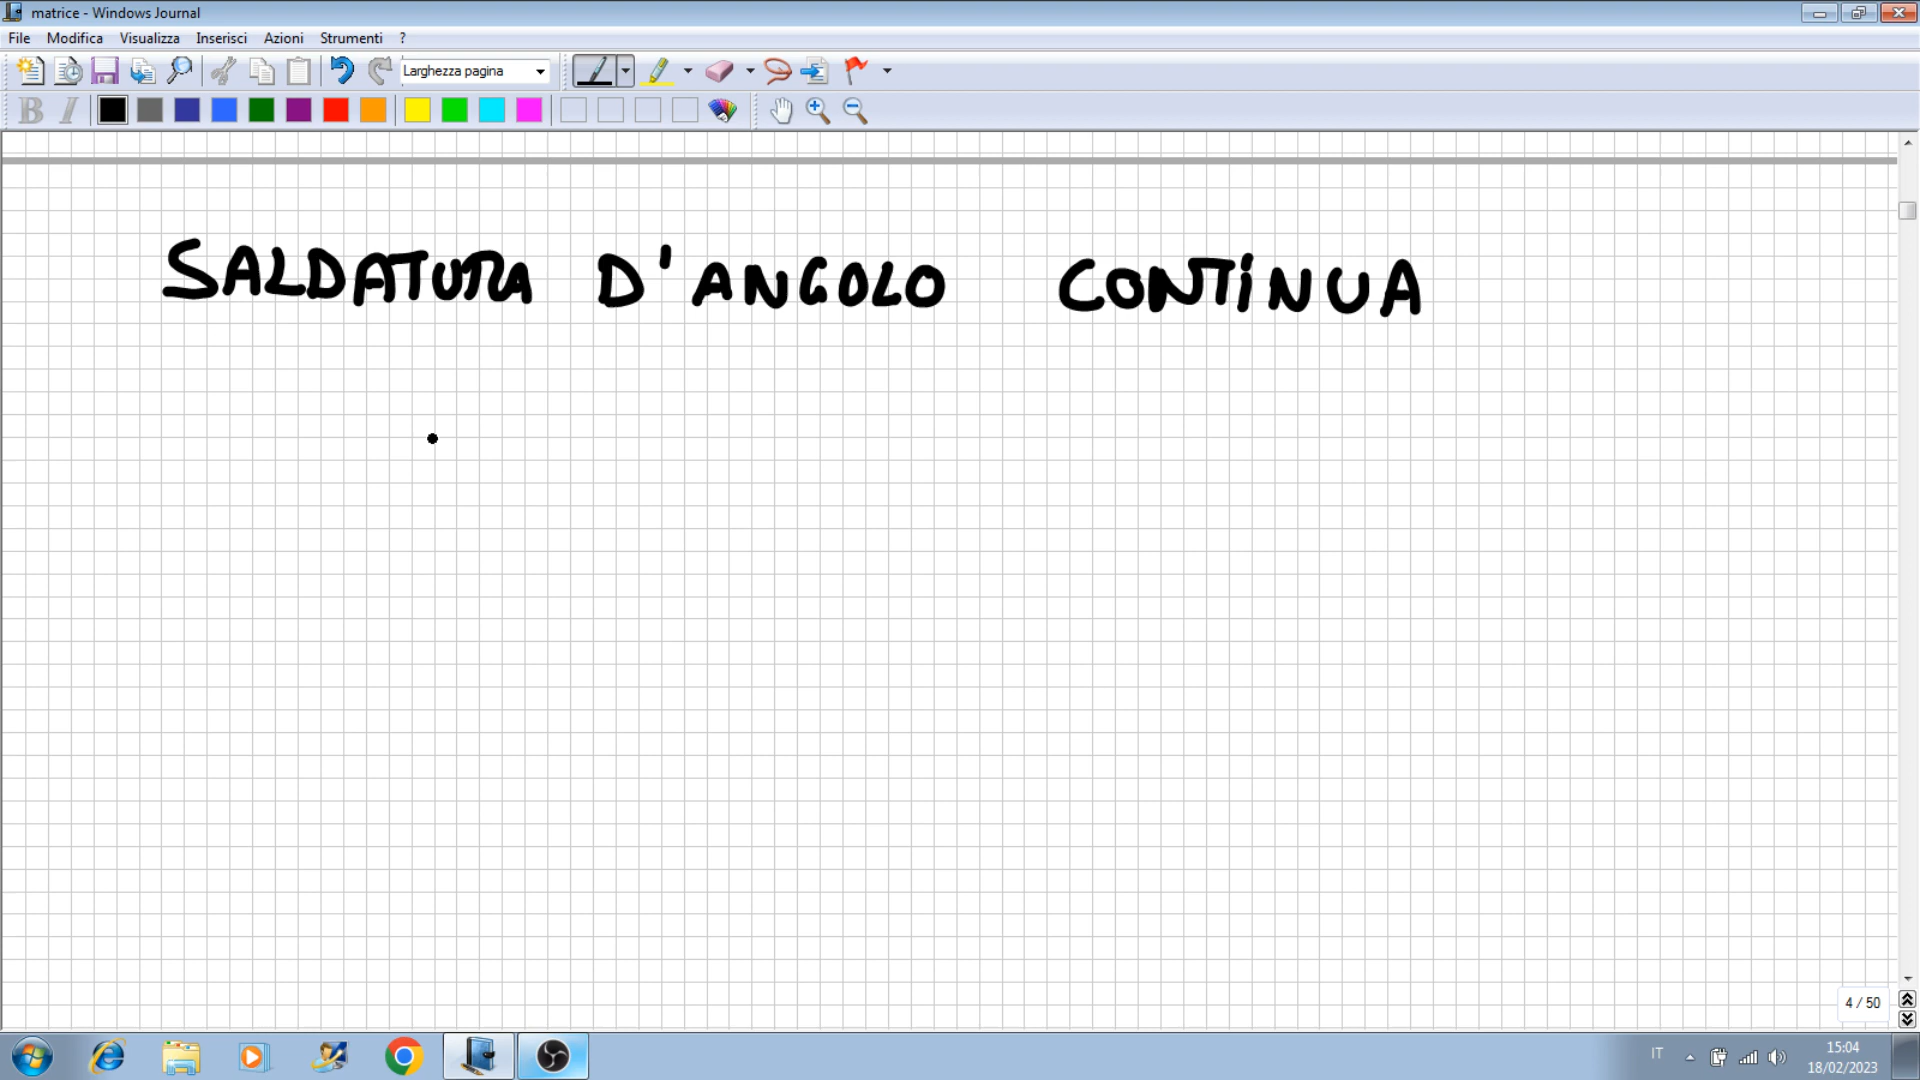 matrice - Windows Journal
File Modifica Visualizza Inserisci Azioni Strumenti ?
Larghezza pagina
B I
SALDATURA D'ANGOLO CONTINUA
4 / 50
IT
15:04
18/02/2023